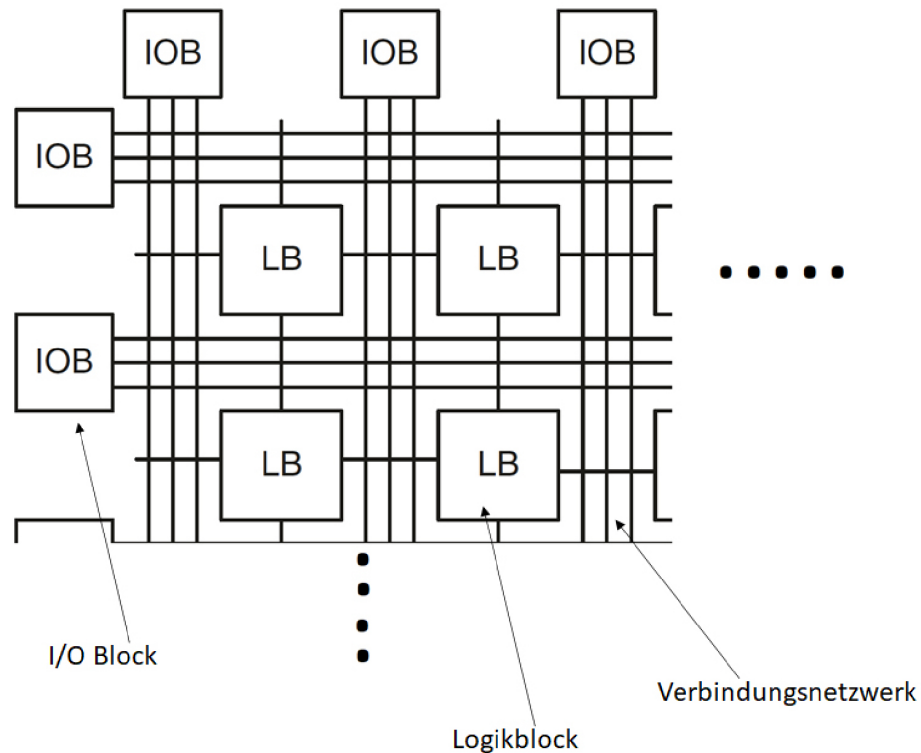 IOB IOB IOB
IOB
LB LB
IOB
LB LB
I/O Block
Verbindungsnetzwerk
Logikblock